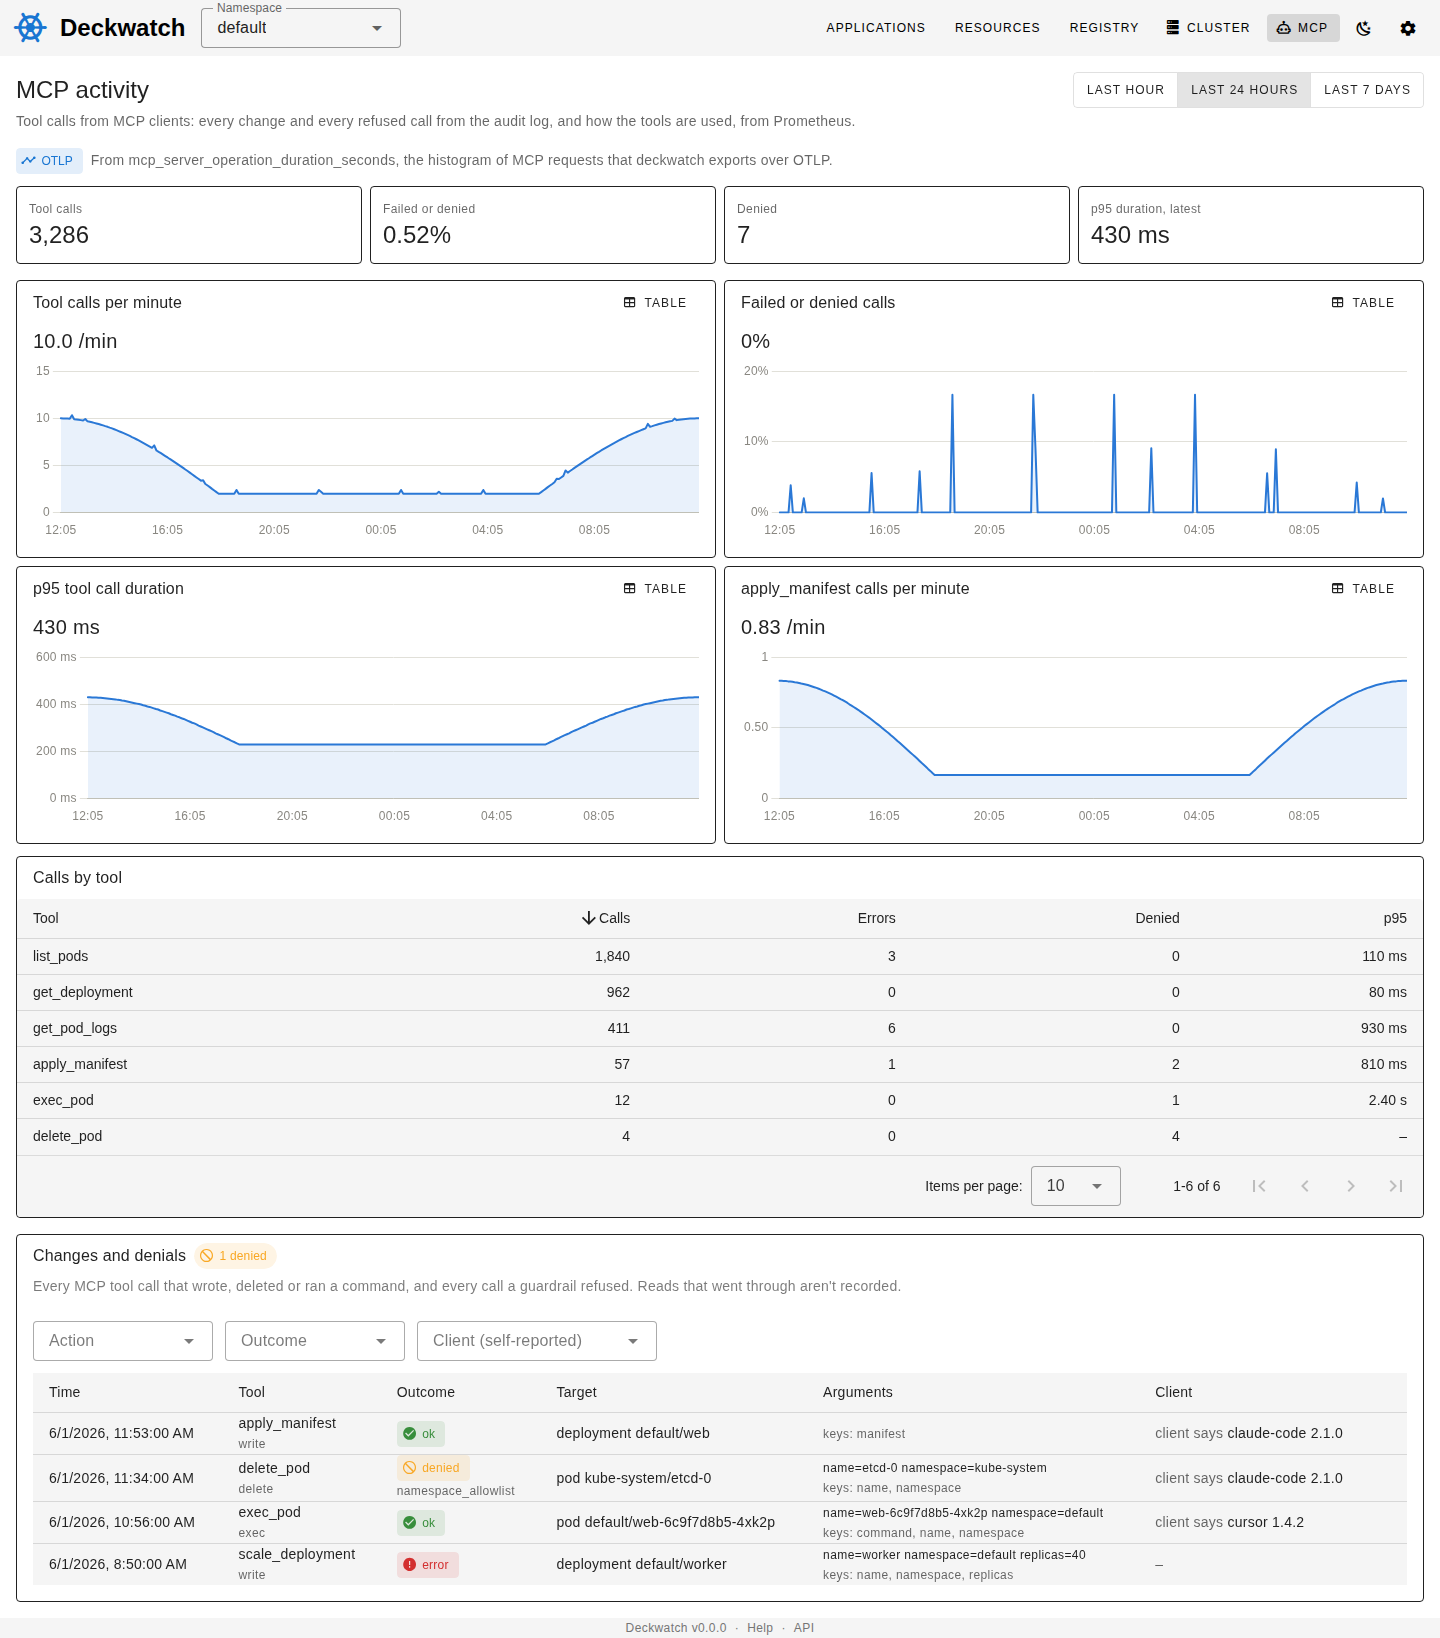 Deckwatch
Namespace
default
APPLICATIONS
RESOURCES
REGISTRY
CLUSTER
MCP
MCP activity
LAST HOUR
LAST 24 HOURS
LAST 7 DAYS
Tool calls from MCP clients: every change and every refused call from the audit log, and how the tools are used, from Prometheus.
OTLP From mcp_server_operation_duration_seconds, the histogram of MCP requests that deckwatch exports over OTLP.
Tool calls
3,286
Failed or denied
0.52%
Denied
7
p95 duration, latest
430 ms
Tool calls per minute
TABLE
10.0 /min
15
10
5
0
12:05 16:05 20:05 00:05 04:05 08:05
Failed or denied calls
TABLE
0%
20%
10%
0%
12:05 16:05 20:05 00:05 04:05 08:05
p95 tool call duration
TABLE
430 ms
600 ms
400 ms
200 ms
0 ms
12:05 16:05 20:05 00:05 04:05 08:05
apply_manifest calls per minute
TABLE
0.83 /min
1
0.50
0
12:05 16:05 20:05 00:05 04:05 08:05
Calls by tool
Tool Calls Errors Denied p95
list_pods 1,840 3 0 110 ms
get_deployment 962 0 0 80 ms
get_pod_logs 411 6 0 930 ms
apply_manifest 57 1 2 810 ms
exec_pod 12 0 1 2.40 s
delete_pod 4 0 4 –
Items per page: 10 1-6 of 6
Changes and denials 1 denied
Every MCP tool call that wrote, deleted or ran a command, and every call a guardrail refused. Reads that went through aren't recorded.
Action
Outcome
Client (self-reported)
Time Tool Outcome Target Arguments Client
6/1/2026, 11:53:00 AM apply_manifest ok deployment default/web keys: manifest client says claude-code 2.1.0
write
6/1/2026, 11:34:00 AM delete_pod denied pod kube-system/etcd-0 name=etcd-0 namespace=kube-system client says claude-code 2.1.0
delete namespace_allowlist keys: name, namespace
6/1/2026, 10:56:00 AM exec_pod ok pod default/web-6c9f7d8b5-4xk2p name=web-6c9f7d8b5-4xk2p namespace=default client says cursor 1.4.2
exec keys: command, name, namespace
6/1/2026, 8:50:00 AM scale_deployment error deployment default/worker name=worker namespace=default replicas=40 –
write keys: name, namespace, replicas
Deckwatch v0.0.0 · Help · API